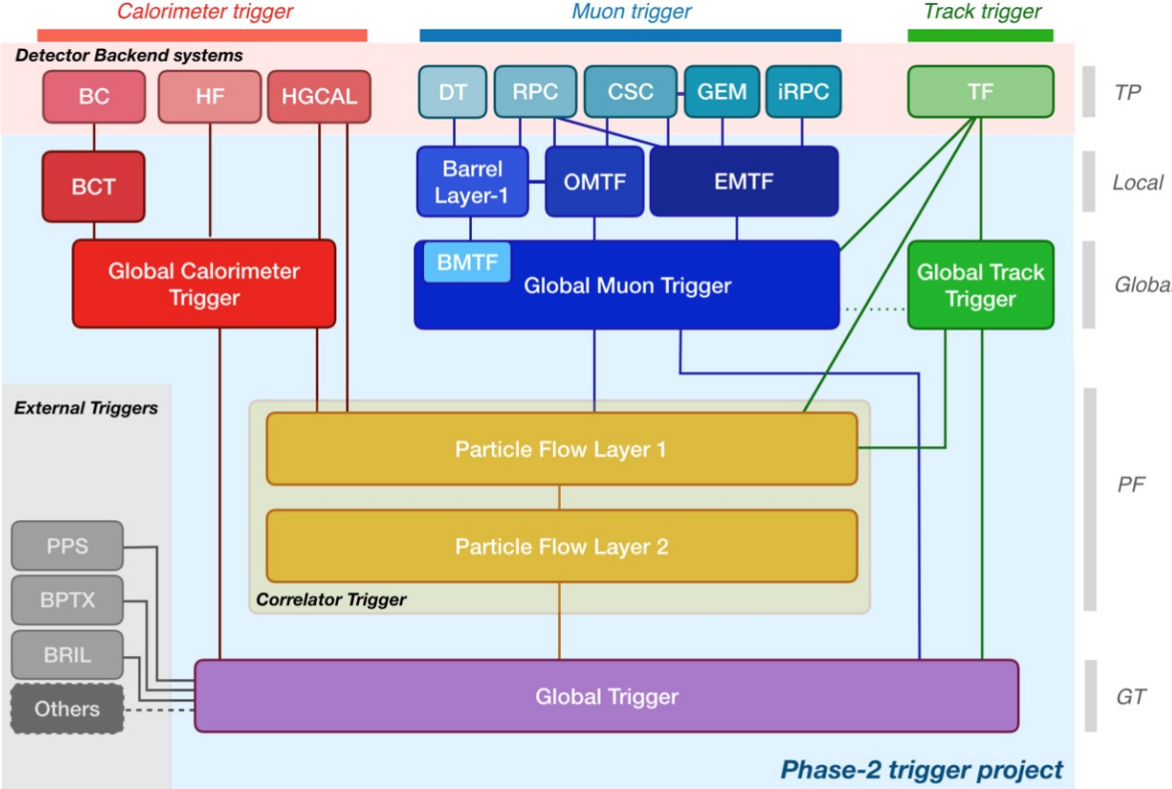 Calorimeter trigger
Muon trigger
Track trigger
Detector Backend systems
BC
HF
HGCAL
DT
RPC
CSC
GEM
iRPC
TF
TP
BCT
Barrel
Layer-1
OMTF
EMTF
Local
Global Calorimeter
Trigger
BMTF
Global Muon Trigger
Global Track
Trigger
Global
External Triggers
Particle Flow Layer 1
PF
PPS
Particle Flow Layer 2
BPTX
Correlator Trigger
BRIL
Others
Global Trigger
GT
Phase-2 trigger project